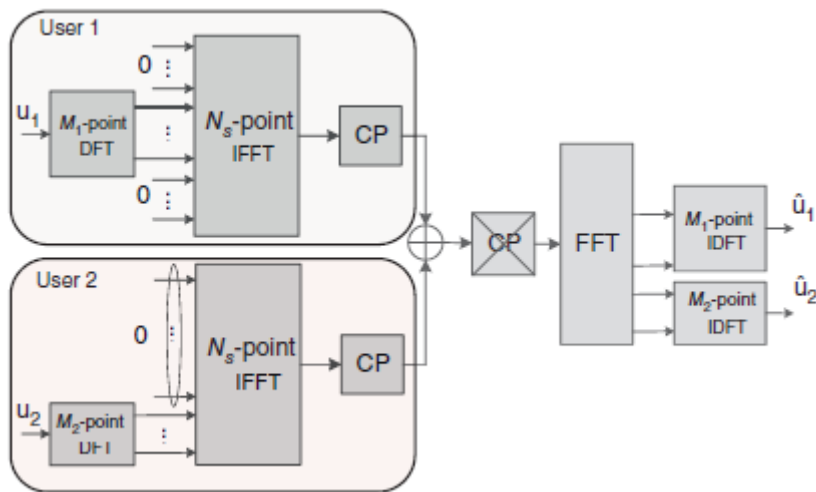 User 1
0
u1
M1-point
DFT
0
Ns-point
IFFT
CP
User 2
0
u2
M2-point
DFT
Ns-point
IFFT
CP
CP
FFT
M1-point
IDFT
û1
M2-point
IDFT
û2